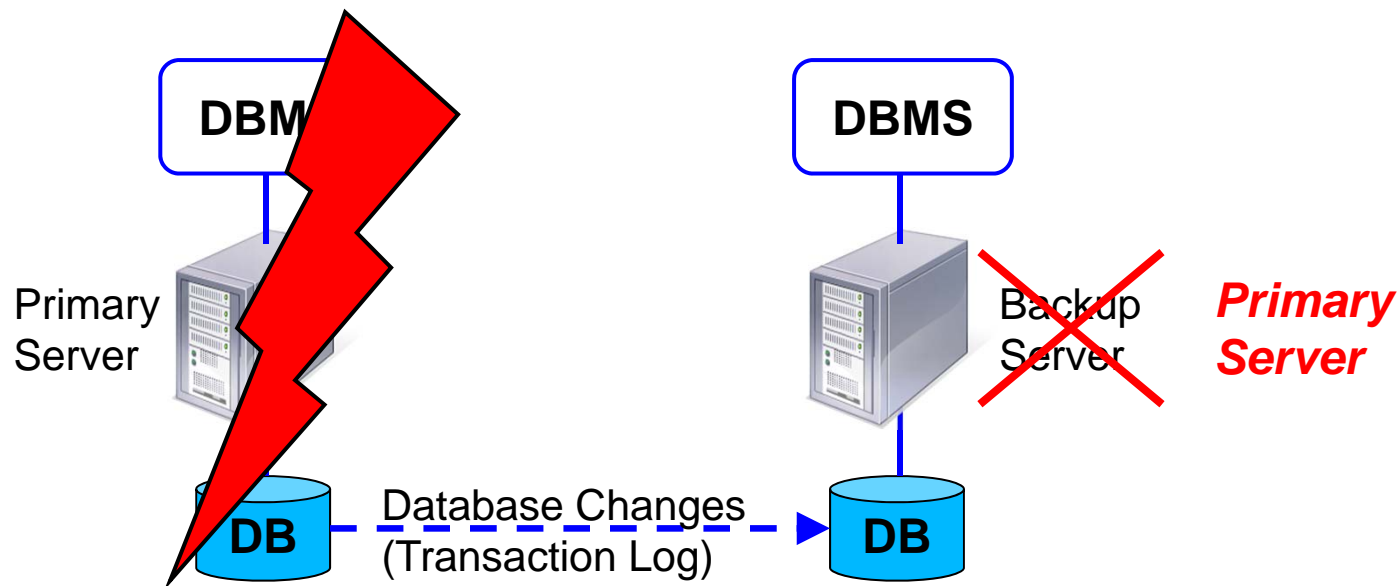 DBM
DBMS
Primary
Server
Backup
Server
Primary
Server
Database Changes
(Transaction Log)
DB
DB